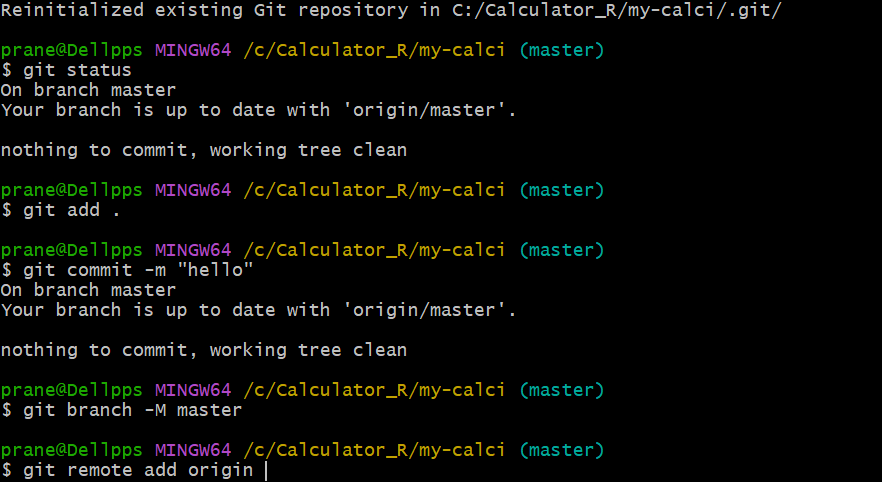 Reinitialized existing Git repository in C:/Calculator_R/my-calci/.git/
prane@Dellpps MINGW64 /c/Calculator_R/my-calci (master)
$ git status
On branch master
Your branch is up to date with 'origin/master'.
nothing to commit, working tree clean
prane@Dellpps MINGW64 /c/Calculator_R/my-calci (master)
$ git add .
prane@Dellpps MINGW64 /c/Calculator_R/my-calci (master)
$ git commit -m "hello"
On branch master
Your branch is up to date with 'origin/master'.
nothing to commit, working tree clean
prane@Dellpps MINGW64 /c/Calculator_R/my-calci (master)
$ git branch -M master
prane@Dellpps MINGW64 /c/Calculator_R/my-calci (master)
$ git remote add origin